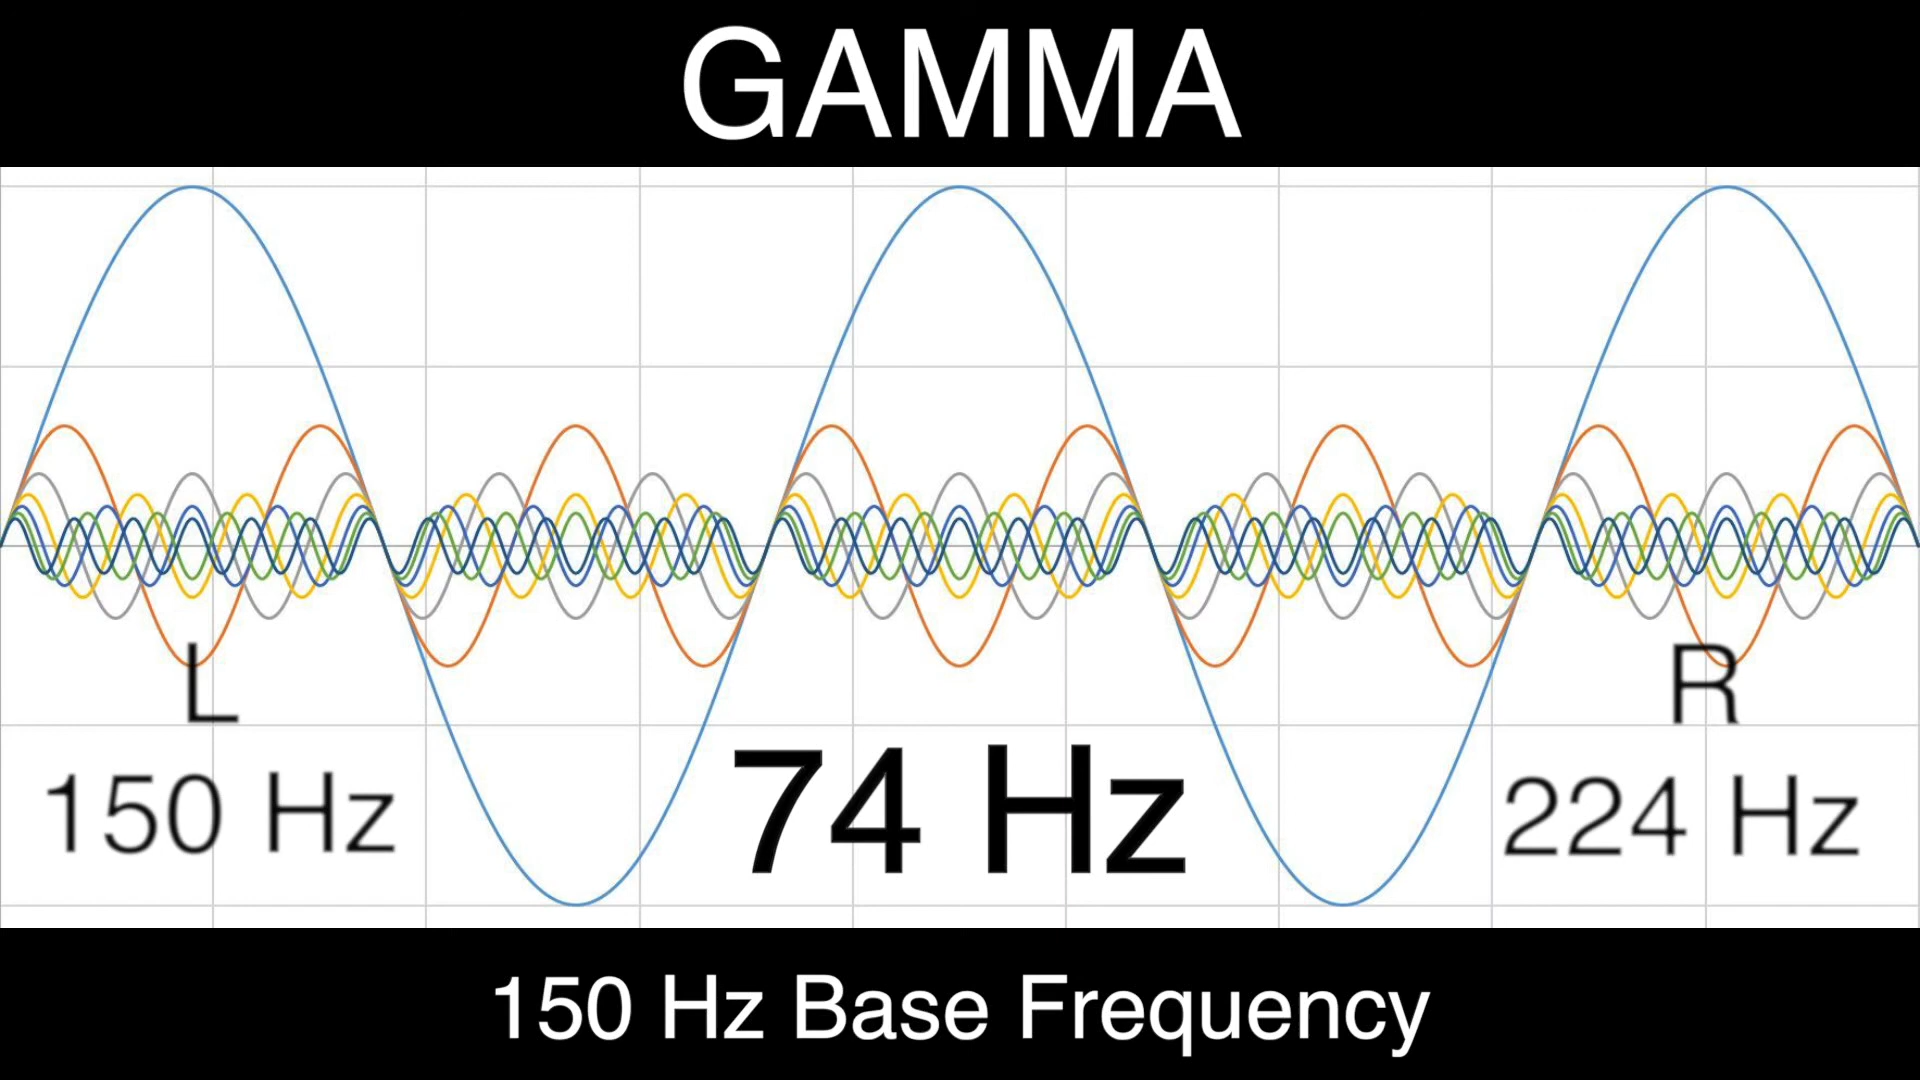 GAMMA
L
R
150 Hz
74 Hz
224 Hz
150 Hz Base Frequency